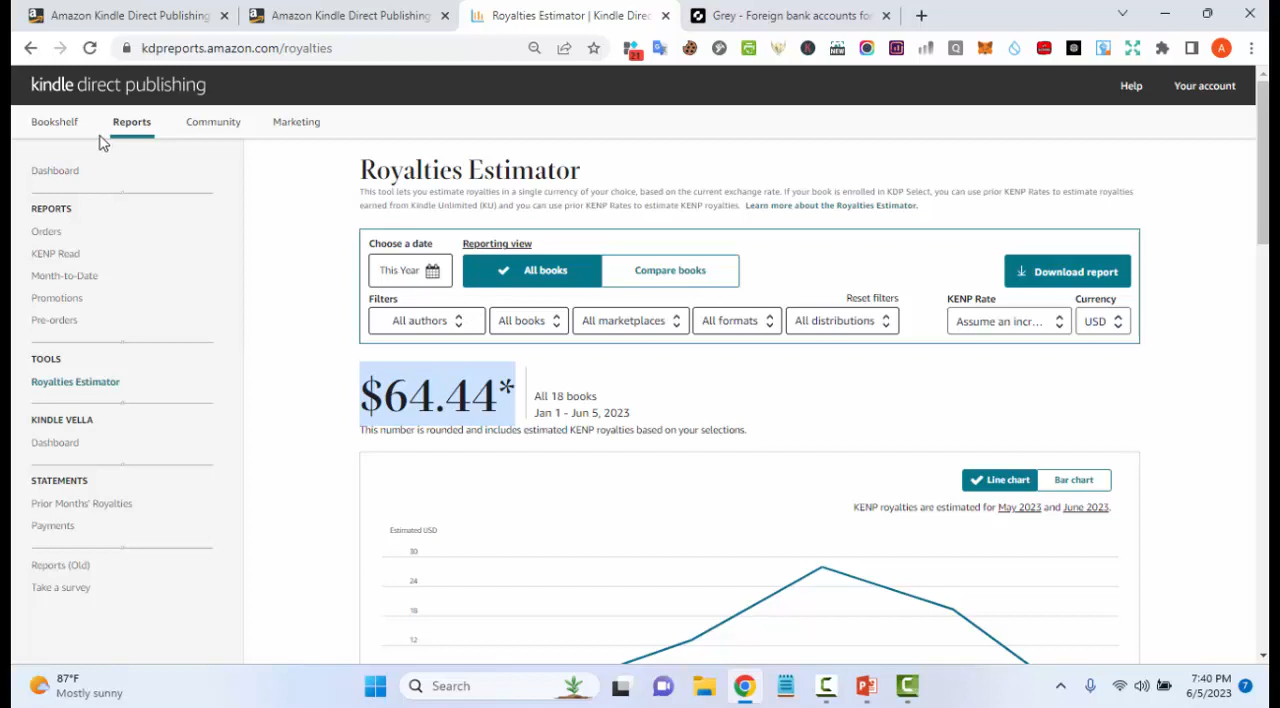 Amazon Kindle Direct Publishing
Amazon Kindle Direct Publishing
Royalties Estimator | Kindle Direc
Grey - Foreign bank accounts fo
kdpreports.amazon.com/royalties
21
NEW
A
kindle direct publishing
Help
Your account
Bookshelf
Reports
Community
Marketing
Dashboard
REPORTS
Orders
KENP Read
Month-to-Date
Promotions
Pre-orders
TOOLS
Royalties Estimator
KINDLE VELLA
Dashboard
STATEMENTS
Prior Months' Royalties
Payments
Reports (Old)
Take a survey
Royalties Estimator
This tool lets you estimate royalties in a single currency of your choice, based on the current exchange rate. If your book is enrolled in KDP Select, you can use prior KENP Rates to estimate royalties
earned from Kindle Unlimited (KU) and you can use prior KENP Rates to estimate KENP royalties. Learn more about the Royalties Estimator.
Choose a date
Reporting view
This Year
All books
Compare books
Download report
Filters
Reset filters
KENP Rate
Currency
All authors
All books
All marketplaces
All formats
All distributions
Assume an incr...
USD
$64.44*
All 18 books
Jan 1 - Jun 5, 2023
This number is rounded and includes estimated KENP royalties based on your selections.
Line chart
Bar chart
KENP royalties are estimated for May 2023 and June 2023.
Estimated USD
30
24
18
12
87°F
Mostly sunny
Search
7:40 PM
6/5/2023
7